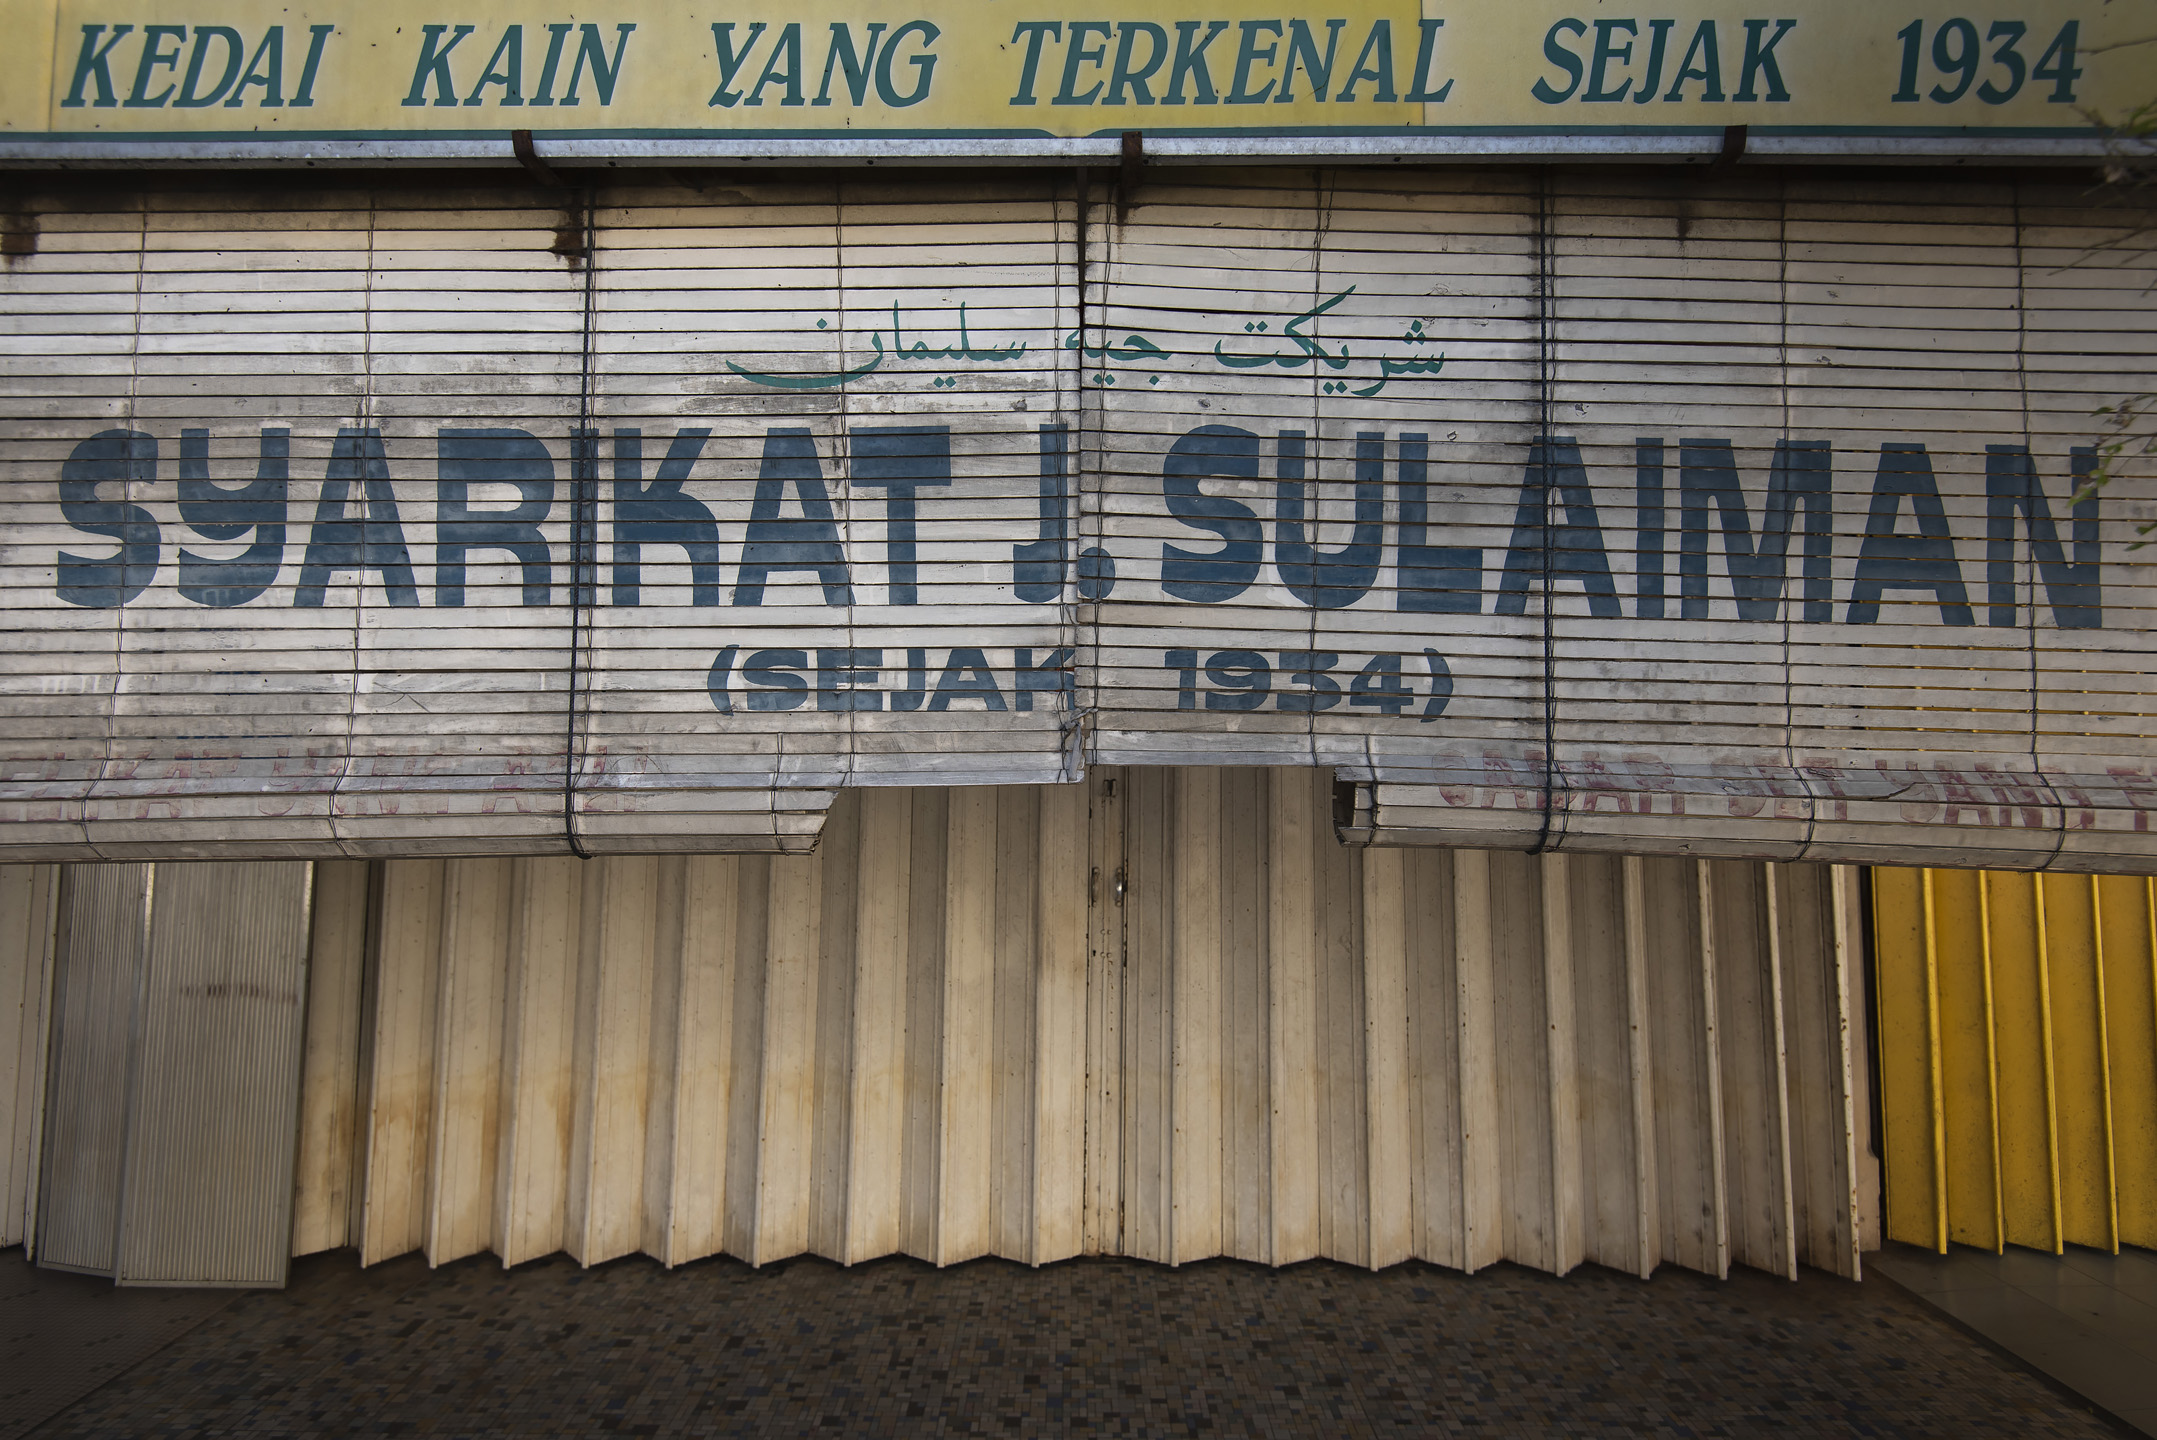 KEDAI KAIN YANG TERKENAL SEJAK 1934
شريكت جيه سليمان
SYARIKAT J. SULAIMAN
(SEJAK 1934)